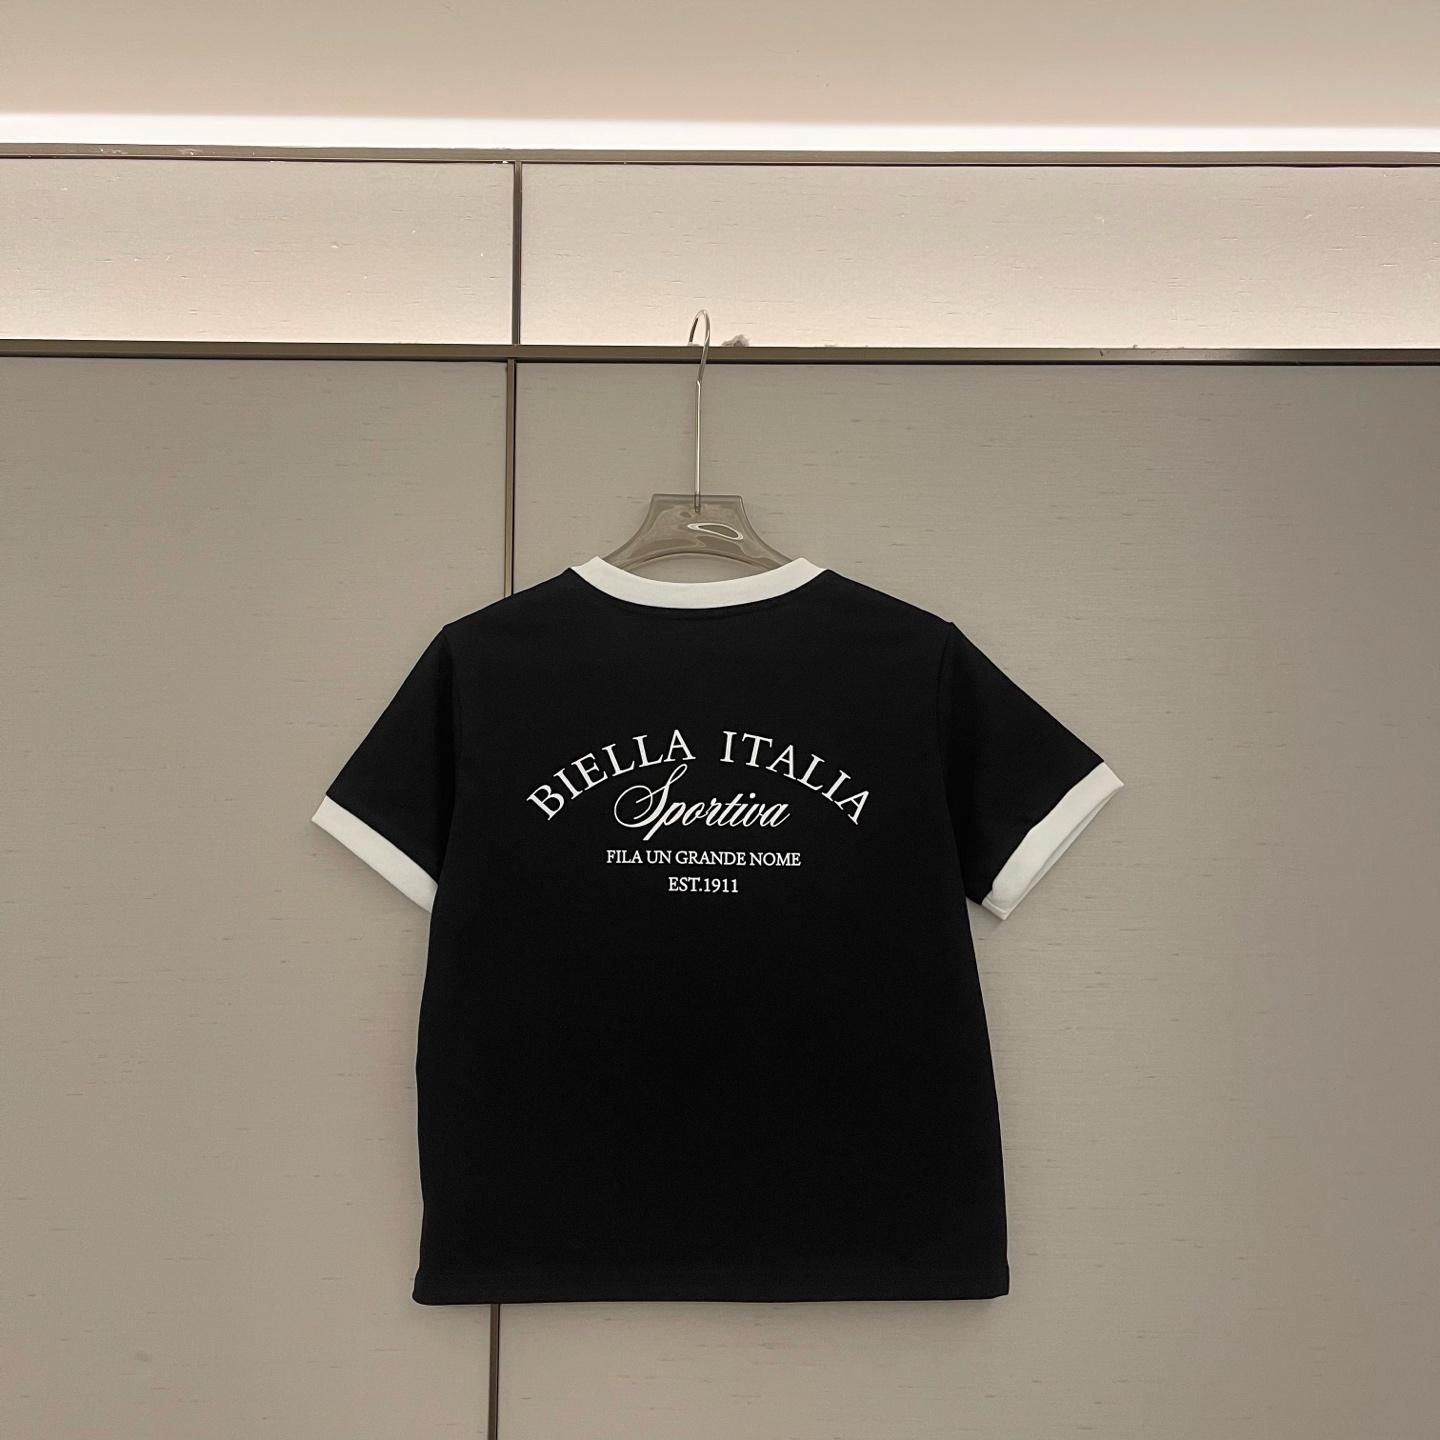 BIELLA ITALIA
Sportiva
FILA UN GRANDE NOME
EST.1911